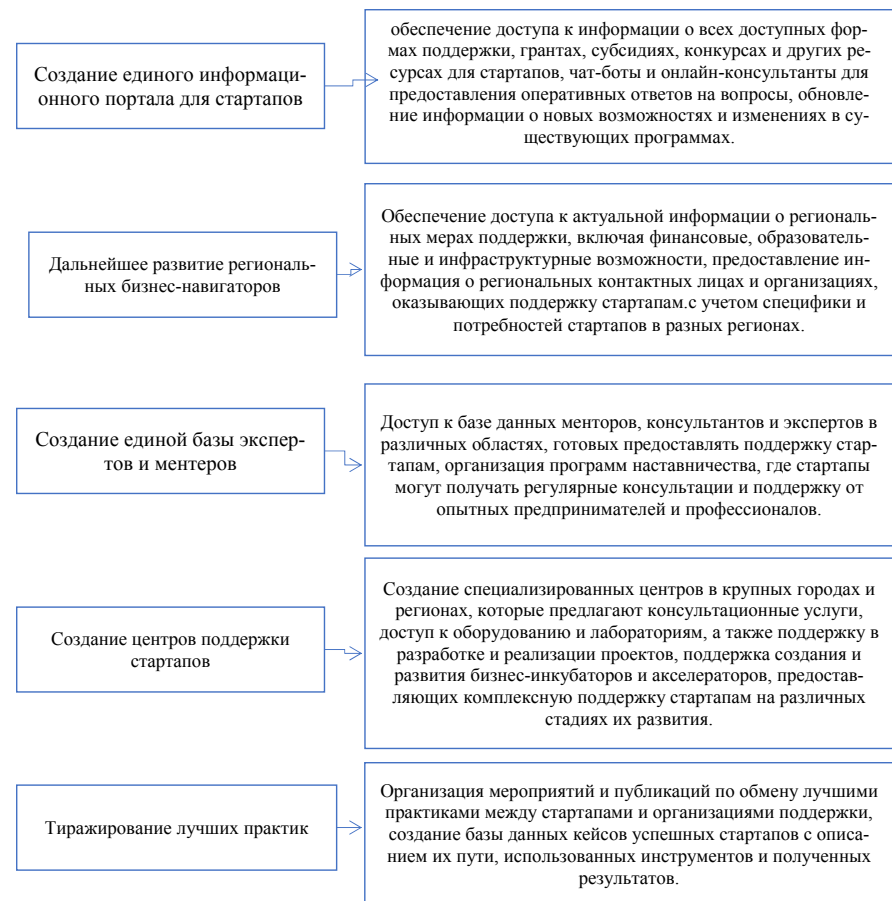 Создание единого информаци-
онного портала для стартапов
обеспечение доступа к информации о всех доступных фор-
мах поддержки, грантах, субсидиях, конкурсах и других ре-
сурсах для стартапов, чат-боты и онлайн-консультанты для
предоставления оперативных ответов на вопросы, обновле-
ние информации о новых возможностях и изменениях в су-
ществующих программах.
Дальнейшее развитие региональ-
ных бизнес-навигаторов
Обеспечение доступа к актуальной информации о региональ-
ных мерах поддержки, включая финансовые, образователь-
ные и инфраструктурные возможности, предоставление ин-
формация о региональных контактных лицах и организациях,
оказывающих поддержку стартапам.с учетом специфики и
потребностей стартапов в разных регионах.
Создание единой базы экспер-
тов и ментеров
Доступ к базе данных менторов, консультантов и экспертов в
различных областях, готовых предоставлять поддержку стар-
тапам, организация программ наставничества, где стартапы
могут получать регулярные консультации и поддержку от
опытных предпринимателей и профессионалов.
Создание центров поддержки
стартапов
Создание специализированных центров в крупных городах и
регионах, которые предлагают консультационные услуги,
доступ к оборудованию и лабораториям, а также поддержку в
разработке и реализации проектов, поддержка создания и
развития бизнес-инкубаторов и акселераторов, предостав-
ляющих комплексную поддержку стартапам на различных
стадиях их развития.
Тиражирование лучших практик
Организация мероприятий и публикаций по обмену лучшими
практиками между стартапами и организациями поддержки,
создание базы данных кейсов успешных стартапов с описа-
нием их пути, использованных инструментов и полученных
результатов.